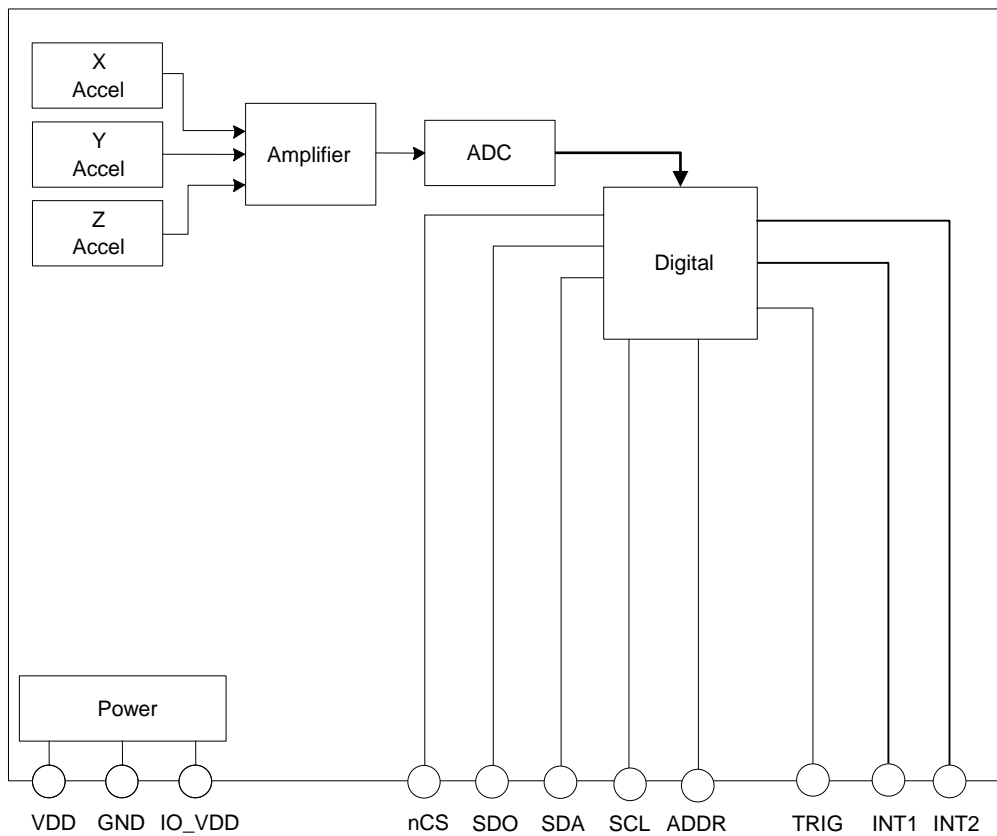 X
Accel
Y
Accel
Z
Accel
Amplifier
ADC
Digital
Power
VDD GND IO_VDD nCS SDO SDA SCL ADDR TRIG INT1 INT2